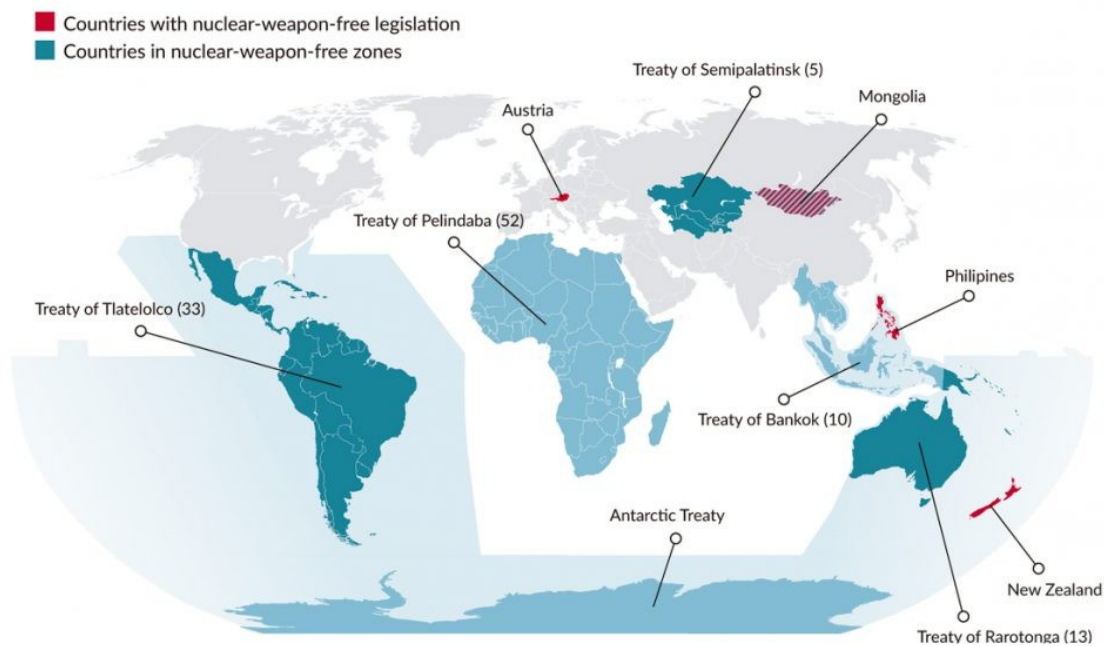 Countries with nuclear-weapon-free legislation
Countries in nuclear-weapon-free zones
Treaty of Semipalatinsk (5)
Austria
Mongolia
Treaty of Pelindaba (52)
Philipines
Treaty of Tlatelolco (33)
Treaty of Bankok (10)
Antarctic Treaty
New Zealand
Treaty of Rarotonga (13)